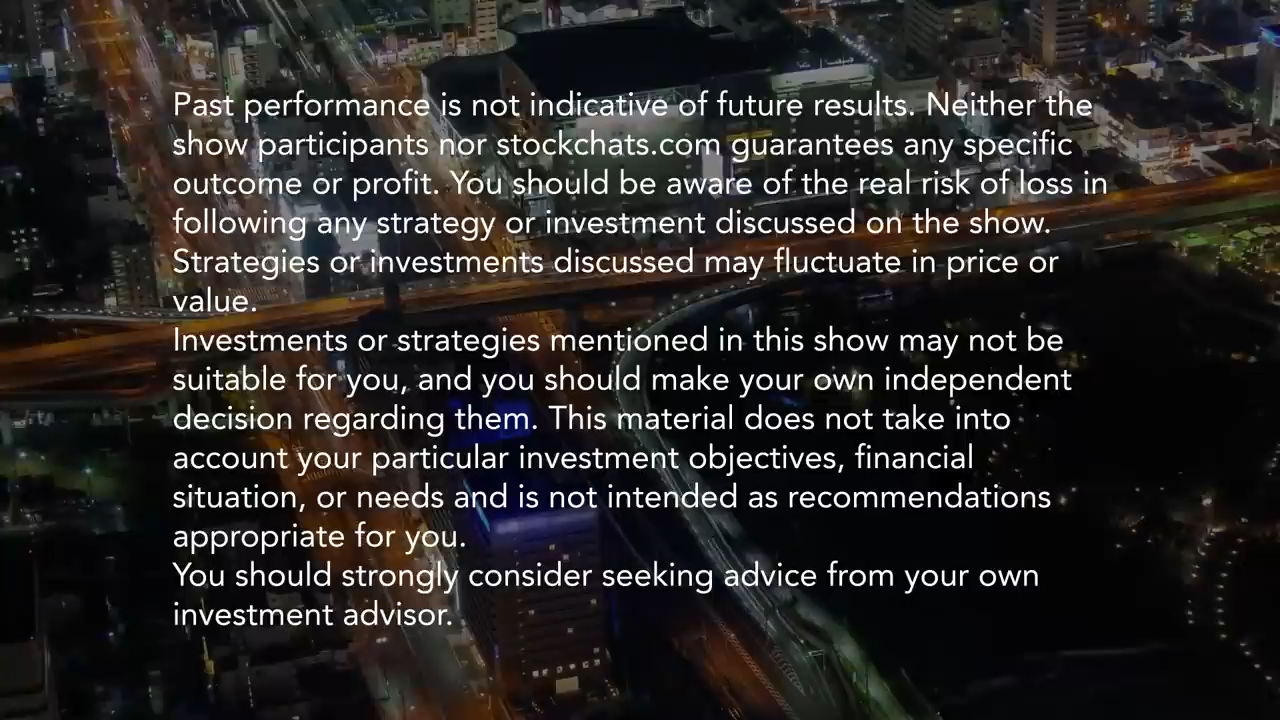 Past performance is not indicative of future results. Neither the
show participants nor stockchats.com guarantees any specific
outcome or profit. You should be aware of the real risk of loss in
following any strategy or investment discussed on the show.
Strategies or investments discussed may fluctuate in price or
value.
Investments or strategies mentioned in this show may not be
suitable for you, and you should make your own independent
decision regarding them. This material does not take into
account your particular investment objectives, financial
situation, or needs and is not intended as recommendations
appropriate for you.
You should strongly consider seeking advice from your own
investment advisor.